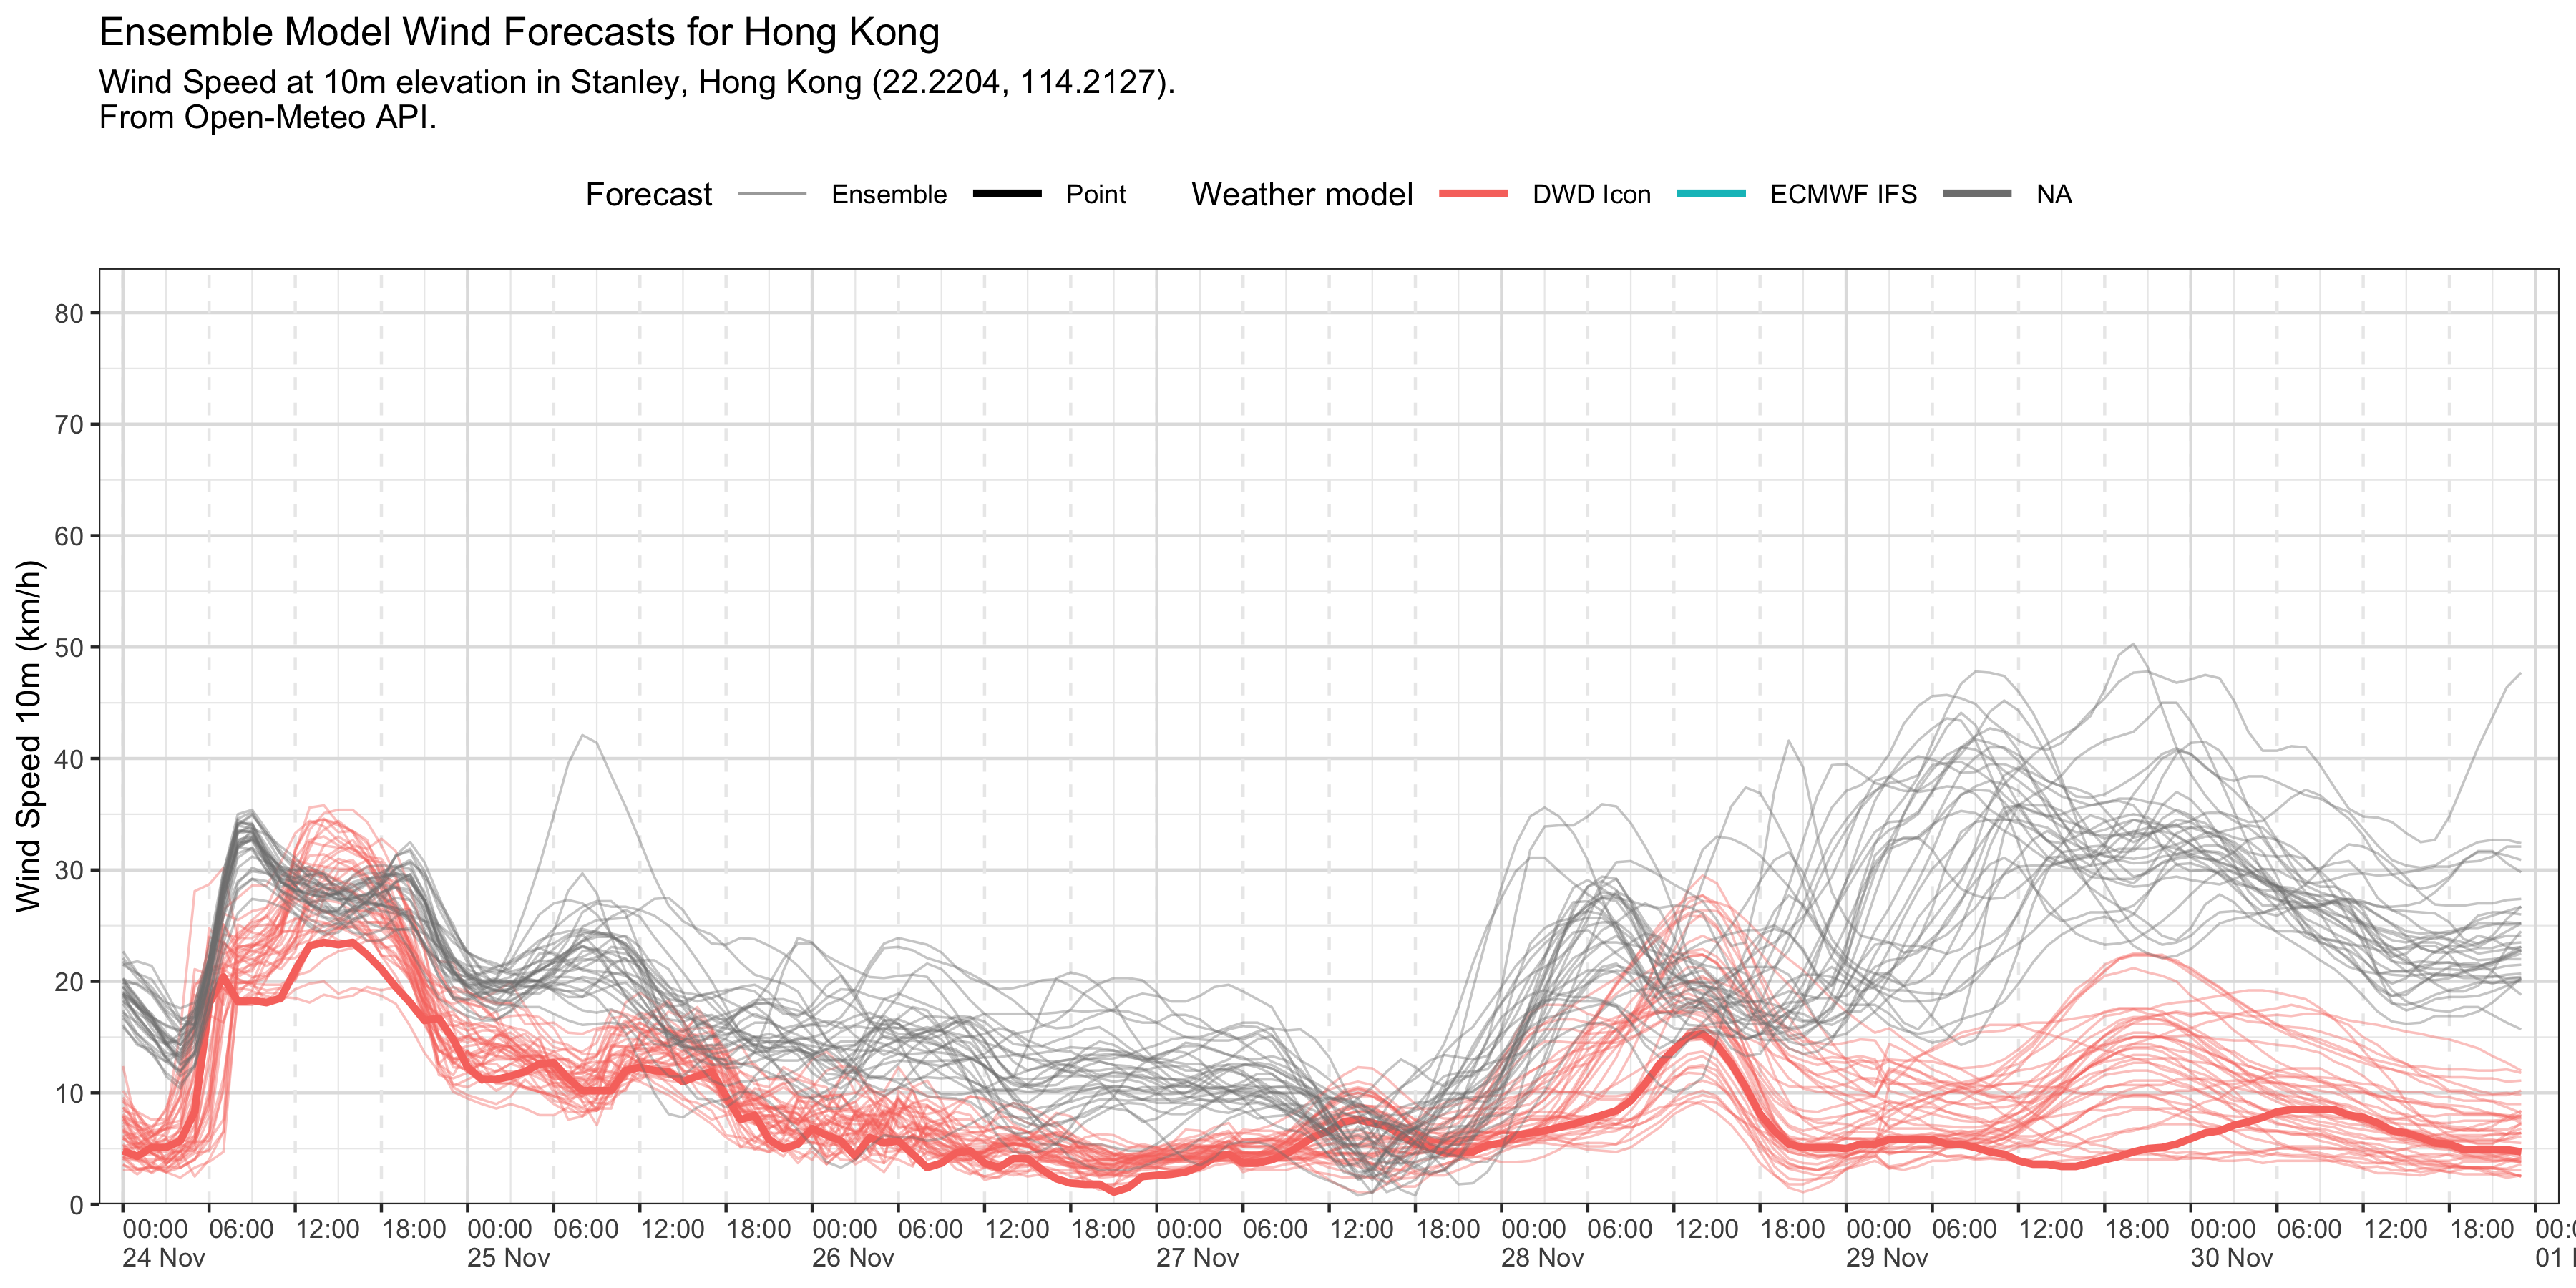 Ensemble Model Wind Forecasts for Hong Kong
Wind Speed at 10m elevation in Stanley, Hong Kong (22.2204, 114.2127).
From Open-Meteo API.
Forecast Ensemble Point Weather model DWD Icon ECMWF IFS NA
Wind Speed 10m (km/h)
80
70
60
50
40
30
20
10
0
00:00 06:00 12:00 18:00 00:00 06:00 12:00 18:00 00:00 06:00 12:00 18:00 00:00 06:00 12:00 18:00 00:00 06:00 12:00 18:00 00:00 06:00 12:00 18:00 00:00 06:00 12:00 18:00
24 Nov 25 Nov 26 Nov 27 Nov 28 Nov 29 Nov 30 Nov 01